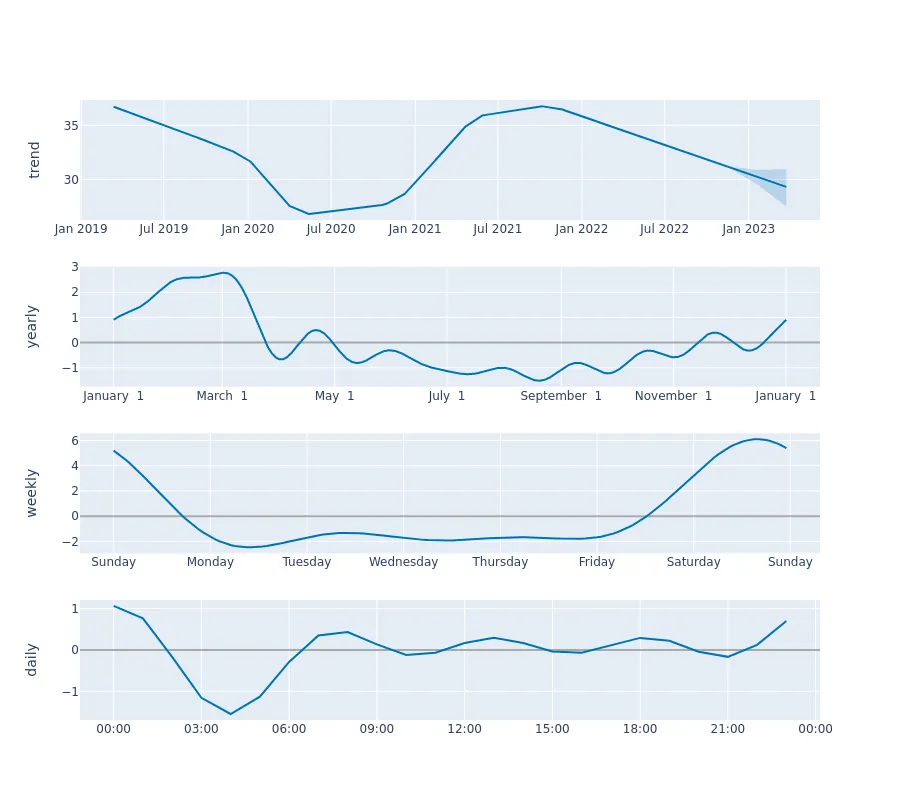 trend
35
30
Jan 2019 Jul 2019 Jan 2020 Jul 2020 Jan 2021 Jul 2021 Jan 2022 Jul 2022 Jan 2023
yearly
3
2
1
0
−1
January 1 March 1 May 1 July 1 September 1 November 1 January 1
weekly
6
4
2
0
−2
Sunday Monday Tuesday Wednesday Thursday Friday Saturday Sunday
daily
1
0
−1
00:00 03:00 06:00 09:00 12:00 15:00 18:00 21:00 00:00